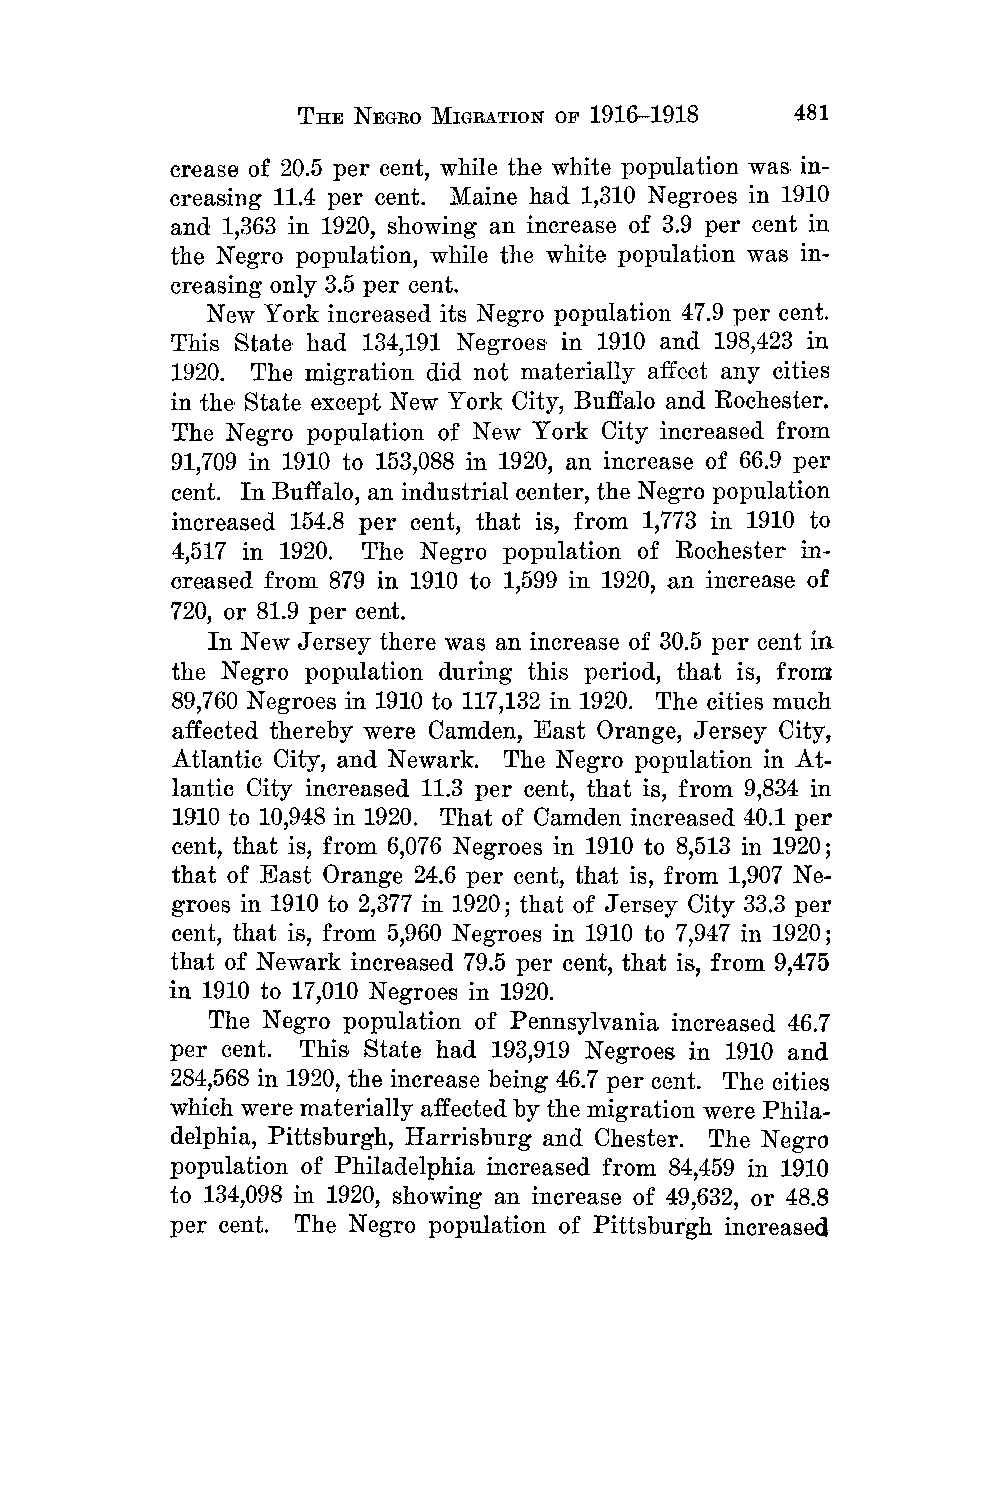 THE NEGRO MIGRATION OF 1916–1918 481
crease of 20.5 per cent, while the white population was in-
creasing 11.4 per cent. Maine had 1,310 Negroes in 1910
and 1,363 in 1920, showing an increase of 3.9 per cent in
the Negro population, while the white population was in-
creasing only 3.5 per cent.
New York increased its Negro population 47.9 per cent.
This State had 134,191 Negroes in 1910 and 198,423 in
1920. The migration did not materially affect any cities
in the State except New York City, Buffalo and Rochester.
The Negro population of New York City increased from
91,709 in 1910 to 153,088 in 1920, an increase of 66.9 per
cent. In Buffalo, an industrial center, the Negro population
increased 154.8 per cent, that is, from 1,773 in 1910 to
4,517 in 1920. The Negro population of Rochester in-
creased from 879 in 1910 to 1,599 in 1920, an increase of
720, or 81.9 per cent.
In New Jersey there was an increase of 30.5 per cent in
the Negro population during this period, that is, from
89,760 Negroes in 1910 to 117,132 in 1920. The cities much
affected thereby were Camden, East Orange, Jersey City,
Atlantic City, and Newark. The Negro population in At-
lantic City increased 11.3 per cent, that is, from 9,834 in
1910 to 10,948 in 1920. That of Camden increased 40.1 per
cent, that is, from 6,076 Negroes in 1910 to 8,513 in 1920;
that of East Orange 24.6 per cent, that is, from 1,907 Ne-
groes in 1910 to 2,377 in 1920; that of Jersey City 33.3 per
cent, that is, from 5,960 Negroes in 1910 to 7,947 in 1920;
that of Newark increased 79.5 per cent, that is, from 9,475
in 1910 to 17,010 Negroes in 1920.
The Negro population of Pennsylvania increased 46.7
per cent. This State had 193,919 Negroes in 1910 and
284,568 in 1920, the increase being 46.7 per cent. The cities
which were materially affected by the migration were Phila-
delphia, Pittsburgh, Harrisburg and Chester. The Negro
population of Philadelphia increased from 84,459 in 1910
to 134,098 in 1920, showing an increase of 49,632, or 48.8
per cent. The Negro population of Pittsburgh increased